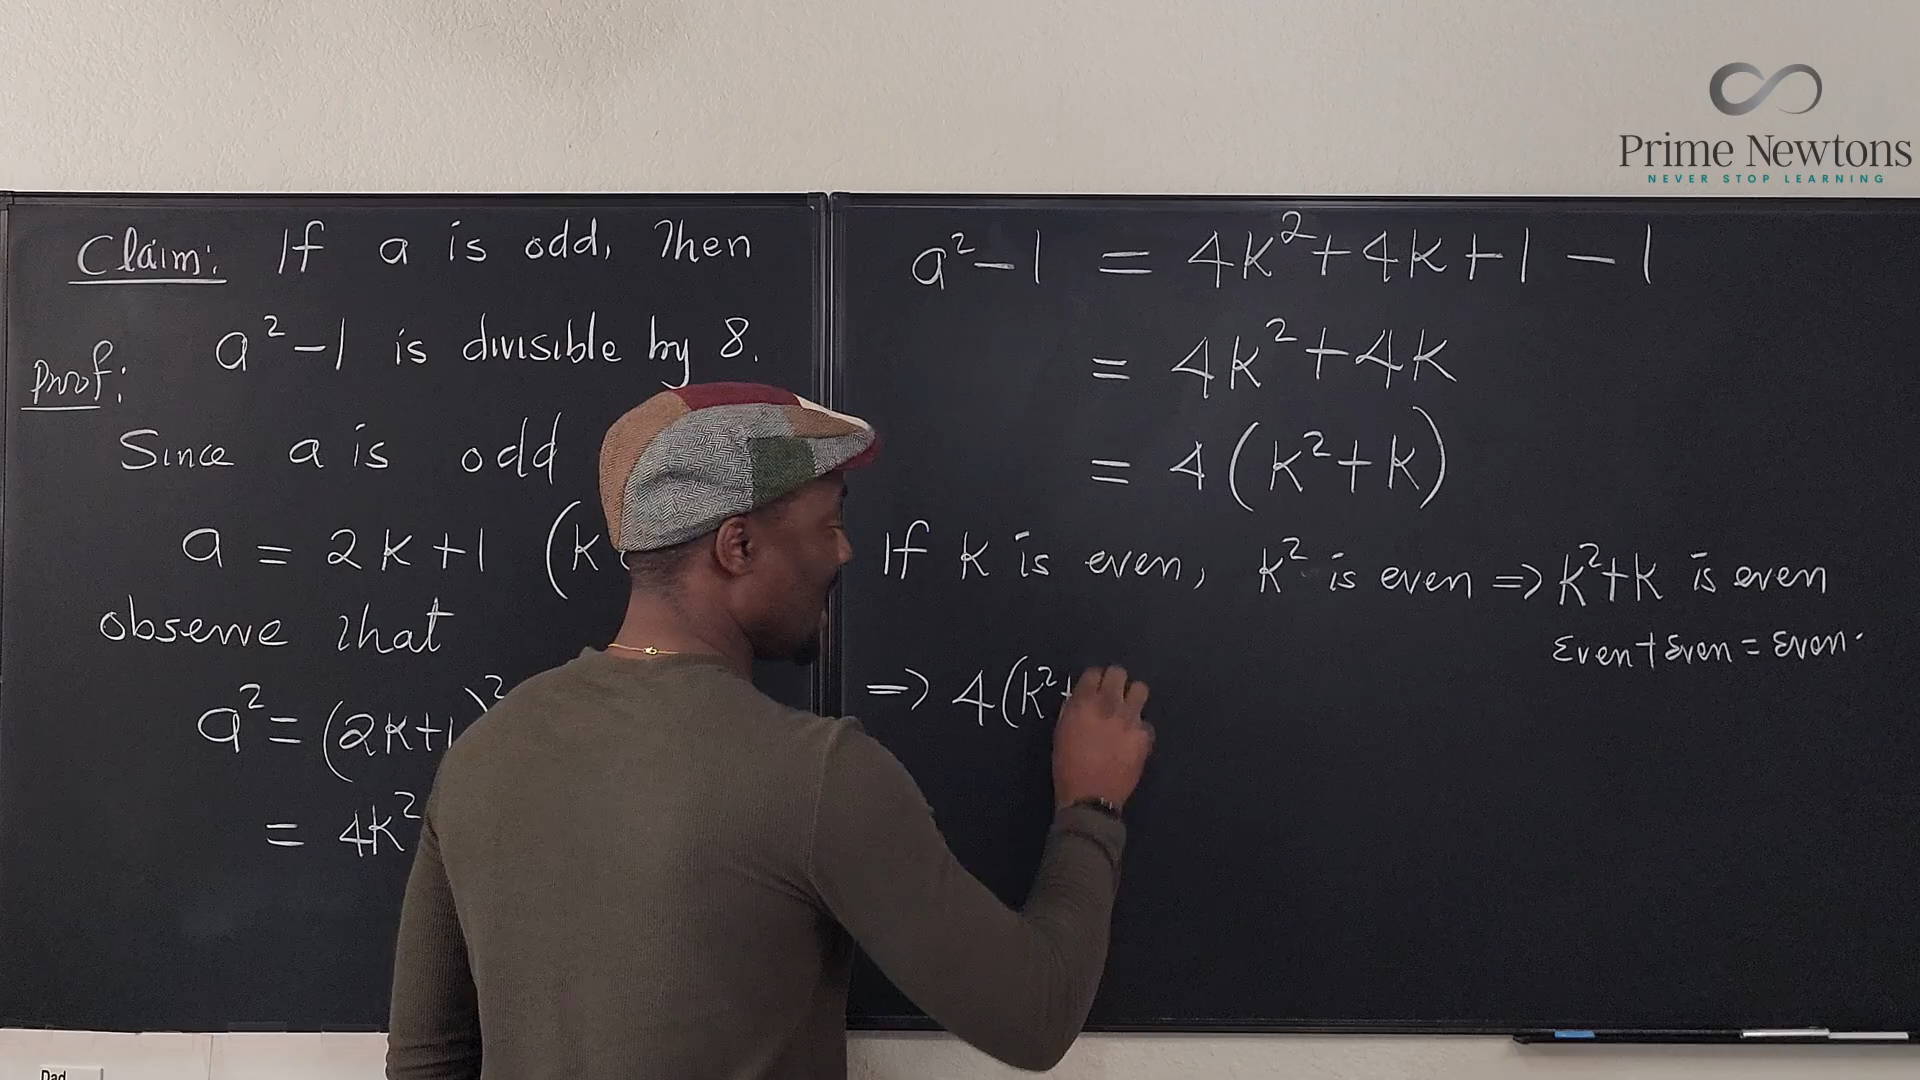 Prime Newtons
NEVER STOP LEARNING
Claim: If a is odd, Then
a² - 1 is divisible by 8.
Proof:
Since a is odd
a = 2k+1 (k
observe that
a² = (2k+1)²
= 4k²
a² - 1 = 4k² + 4k + 1 - 1
= 4k² + 4k
= 4(k² + k)
If k is even, k² is even => k²+k is even
Even + Even = Even.
=> 4(k²+
Dad